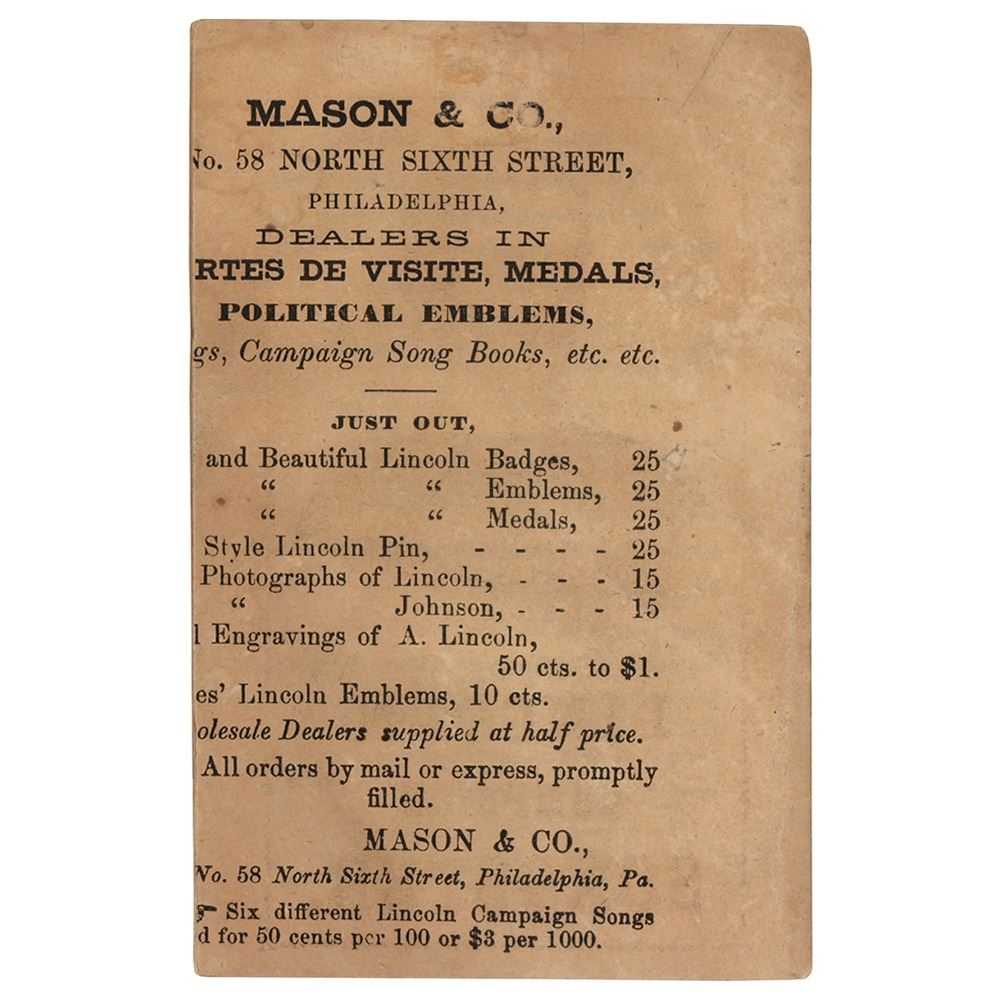 MASON & CO.,
No. 58 NORTH SIXTH STREET,
PHILADELPHIA,
DEALERS IN
RTES DE VISITE, MEDALS,
POLITICAL EMBLEMS,
gs, Campaign Song Books, etc. etc.
JUST OUT,
and Beautiful Lincoln Badges, 25
“ “ Emblems, 25
“ “ Medals, 25
Style Lincoln Pin, - - - - 25
Photographs of Lincoln, - - - 15
“ Johnson, - - - 15
l Engravings of A. Lincoln,
50 cts. to $1.
es’ Lincoln Emblems, 10 cts.
olesale Dealers supplied at half price.
All orders by mail or express, promptly
filled.
MASON & CO.,
No. 58 North Sixth Street, Philadelphia, Pa.
☞ Six different Lincoln Campaign Songs
d for 50 cents per 100 or $3 per 1000.